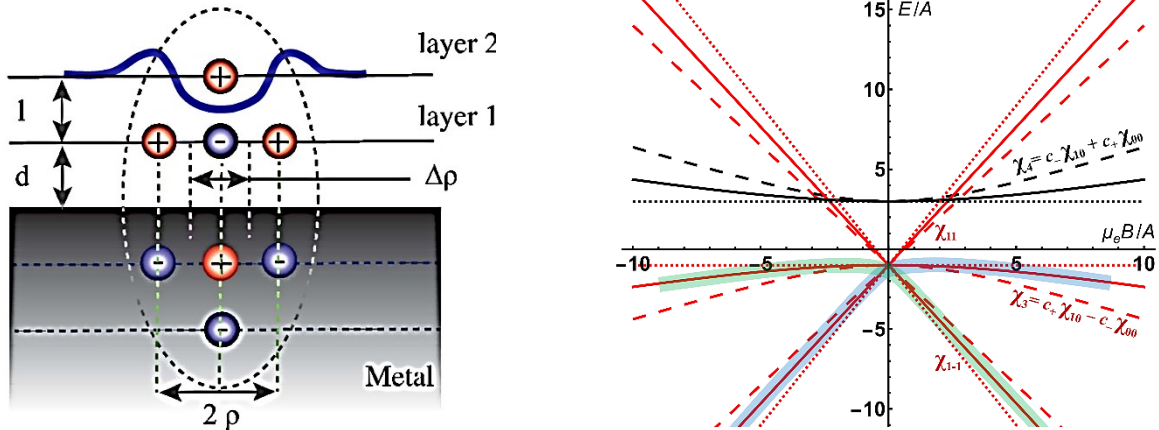 layer 2
+
l
layer 1
+ - +
d
Δρ
- + -
-
Metal
2 ρ
E/A
15
10
5
χ₄= c₋χ₁₀+ c₊χ₀₀
χ₁₁
μₑB/A
-10 -5 5 10
χ₃= c₊χ₁₀- c₋χ₀₀
-5
χ₁₋₁
-10